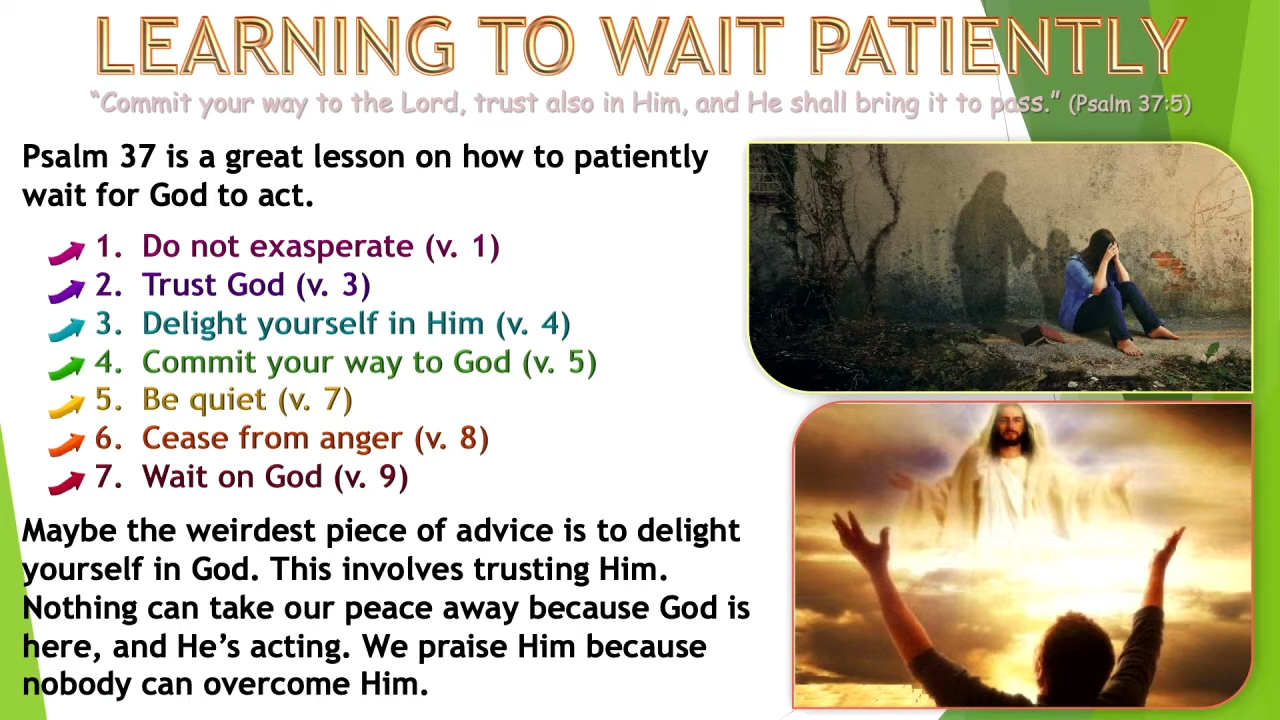 LEARNING TO WAIT PATIENTLY
“Commit your way to the Lord, trust also in Him, and He shall bring it to pass.” (Psalm 37:5)
Psalm 37 is a great lesson on how to patiently
wait for God to act.
1. Do not exasperate (v. 1)
2. Trust God (v. 3)
3. Delight yourself in Him (v. 4)
4. Commit your way to God (v. 5)
5. Be quiet (v. 7)
6. Cease from anger (v. 8)
7. Wait on God (v. 9)
Maybe the weirdest piece of advice is to delight
yourself in God. This involves trusting Him.
Nothing can take our peace away because God is
here, and He’s acting. We praise Him because
nobody can overcome Him.